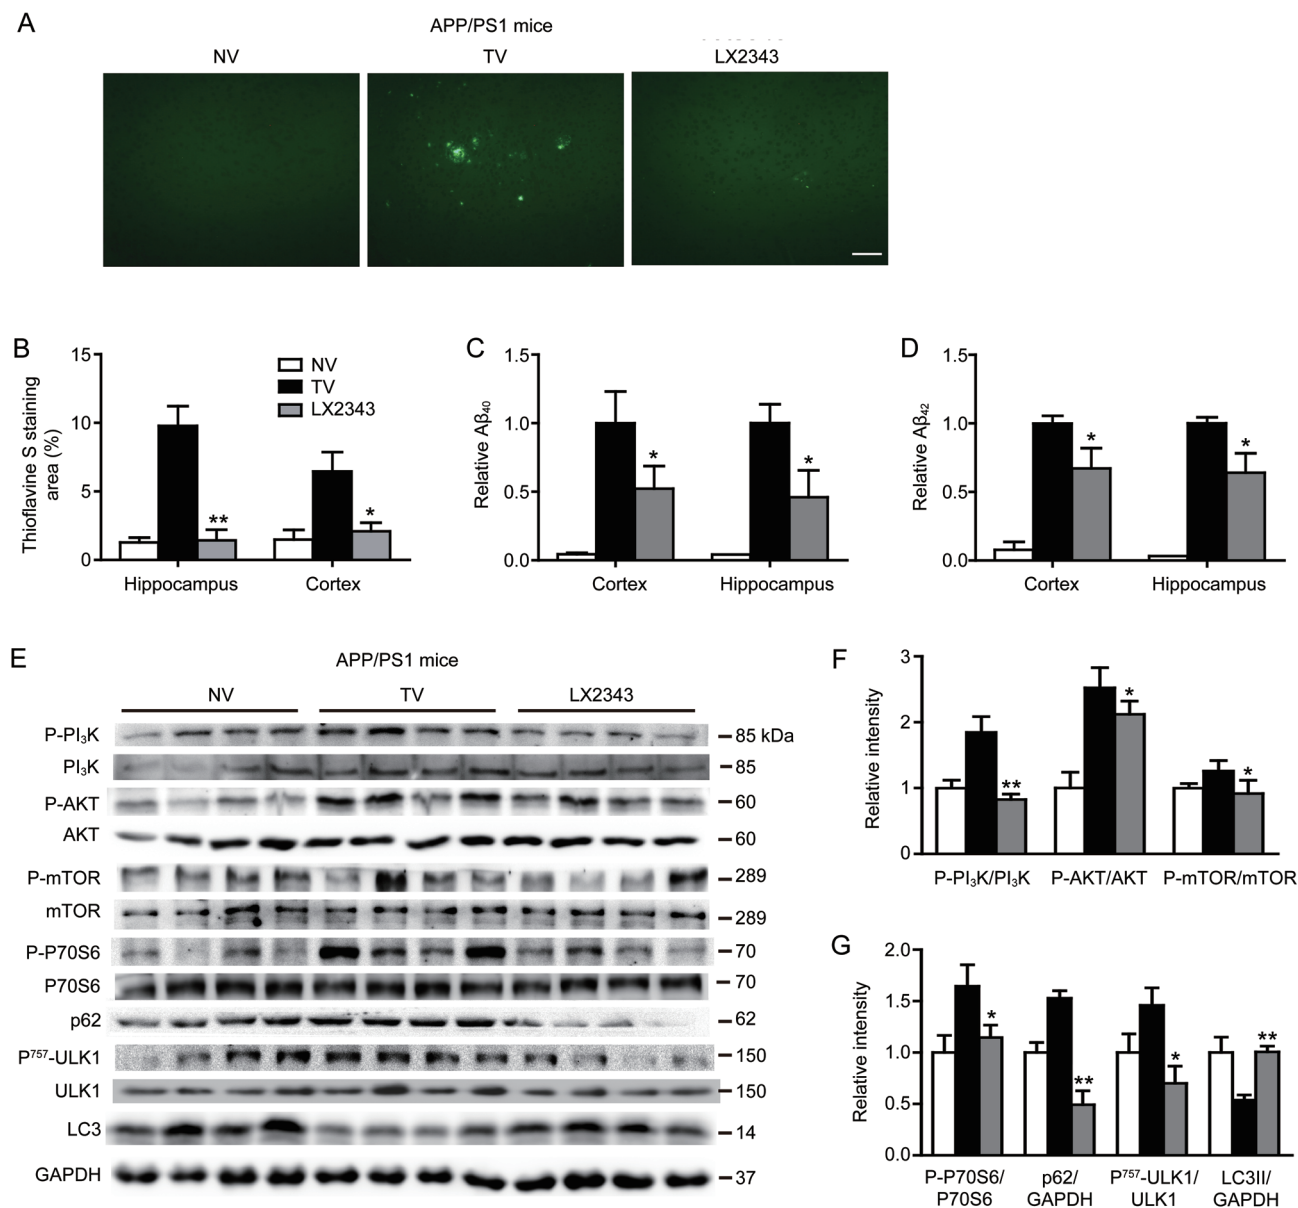 A
APP/PS1 mice
NV TV LX2343
B
Thioflavine S staining
area (%)
15
10
5
0
NV
TV
LX2343
**
*
Hippocampus Cortex
C
Relative Aβ40
1.5
1.0
0.5
0.0
*
*
Cortex Hippocampus
D
Relative Aβ42
1.5
1.0
0.5
0.0
*
*
Cortex Hippocampus
E
APP/PS1 mice
NV TV LX2343
P-PI3K 85 kDa
PI3K 85
P-AKT 60
AKT 60
P-mTOR 289
mTOR 289
P-P70S6 70
P70S6 70
p62 62
P757-ULK1 150
ULK1 150
LC3 14
GAPDH 37
F
Relative intensity
3
2
1
0
**
*
*
P-PI3K/PI3K P-AKT/AKT P-mTOR/mTOR
G
Relative intensity
2.0
1.5
1.0
0.5
0.0
*
**
*
**
P-P70S6/ p62/ P757-ULK1/ LC3II/
P70S6 GAPDH ULK1 GAPDH